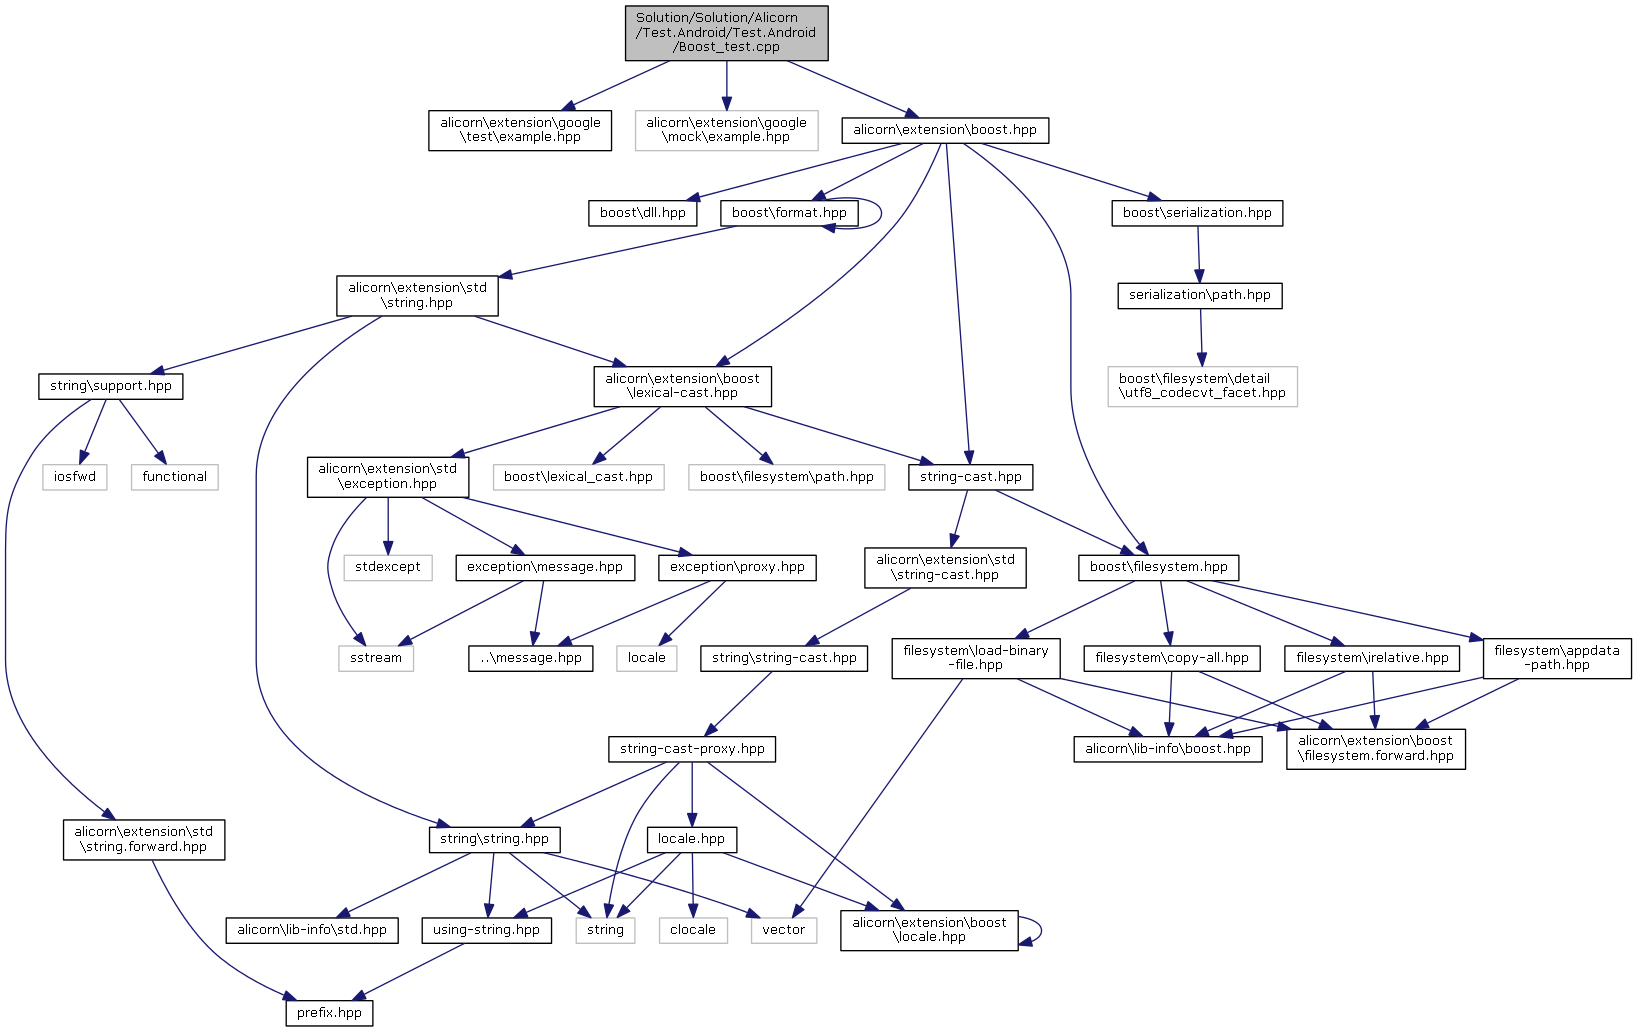 Solution/Solution/Alicorn
/Test.Android/Test.Android
/Boost_test.cpp
alicorn\extension\google
\test\example.hpp
alicorn\extension\google
\mock\example.hpp
alicorn\extension\boost.hpp
boost\dll.hpp
boost\format.hpp
boost\serialization.hpp
alicorn\extension\std
\string.hpp
serialization\path.hpp
string\support.hpp
alicorn\extension\boost
\lexical-cast.hpp
boost\filesystem\detail
\utf8_codecvt_facet.hpp
iosfwd
functional
alicorn\extension\std
\exception.hpp
boost\lexical_cast.hpp
boost\filesystem\path.hpp
string-cast.hpp
stdexcept
exception\message.hpp
exception\proxy.hpp
alicorn\extension\std
\string-cast.hpp
boost\filesystem.hpp
sstream
..\message.hpp
locale
string\string-cast.hpp
filesystem\load-binary
-file.hpp
filesystem\copy-all.hpp
filesystem\irelative.hpp
filesystem\appdata
-path.hpp
string-cast-proxy.hpp
alicorn\lib-info\boost.hpp
alicorn\extension\boost
\filesystem.forward.hpp
alicorn\extension\std
\string.forward.hpp
string\string.hpp
locale.hpp
alicorn\lib-info\std.hpp
using-string.hpp
string
clocale
vector
alicorn\extension\boost
\locale.hpp
prefix.hpp